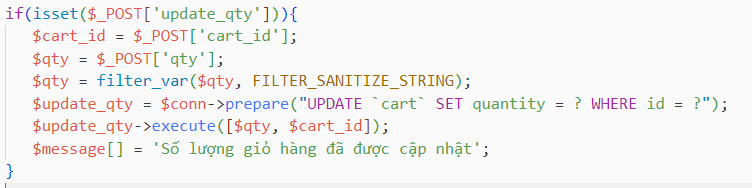 if(isset($_POST['update_qty'])){
$cart_id = $_POST['cart_id'];
$qty = $_POST['qty'];
$qty = filter_var($qty, FILTER_SANITIZE_STRING);
$update_qty = $conn->prepare("UPDATE `cart` SET quantity = ? WHERE id = ?");
$update_qty->execute([$qty, $cart_id]);
$message[] = 'Số lượng giỏ hàng đã được cập nhật';
}